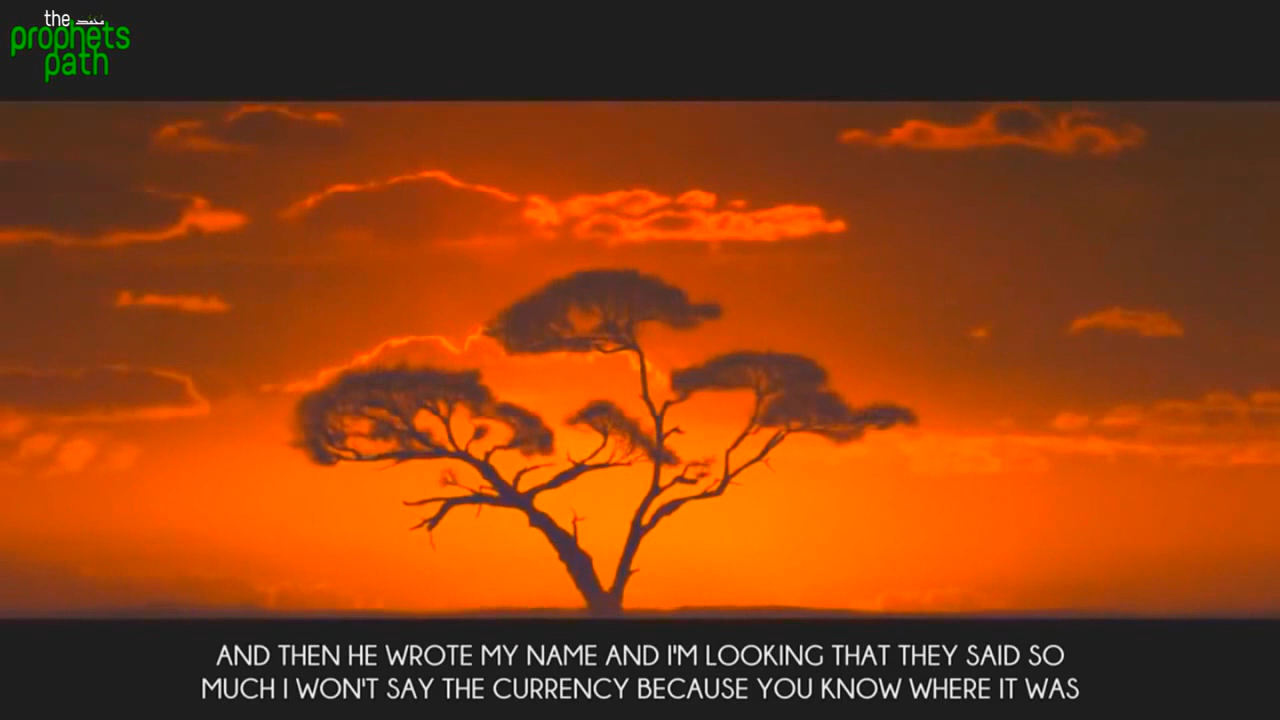 the
prophets
path
AND THEN HE WROTE MY NAME AND I'M LOOKING THAT THEY SAID SO
MUCH I WON'T SAY THE CURRENCY BECAUSE YOU KNOW WHERE IT WAS